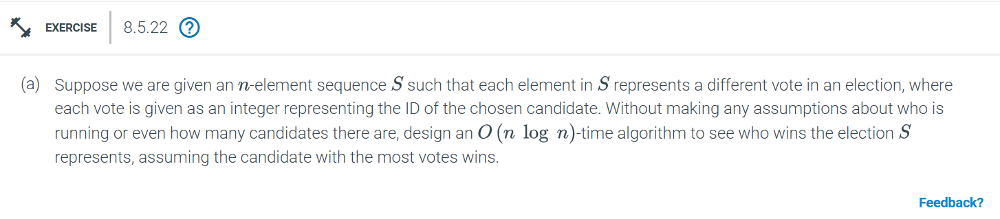 EXERCISE 8.5.22 ?
(a) Suppose we are given an n-element sequence S such that each element in S represents a different vote in an election, where
each vote is given as an integer representing the ID of the chosen candidate. Without making any assumptions about who is
running or even how many candidates there are, design an O (n log n)-time algorithm to see who wins the election S
represents, assuming the candidate with the most votes wins.
Feedback?